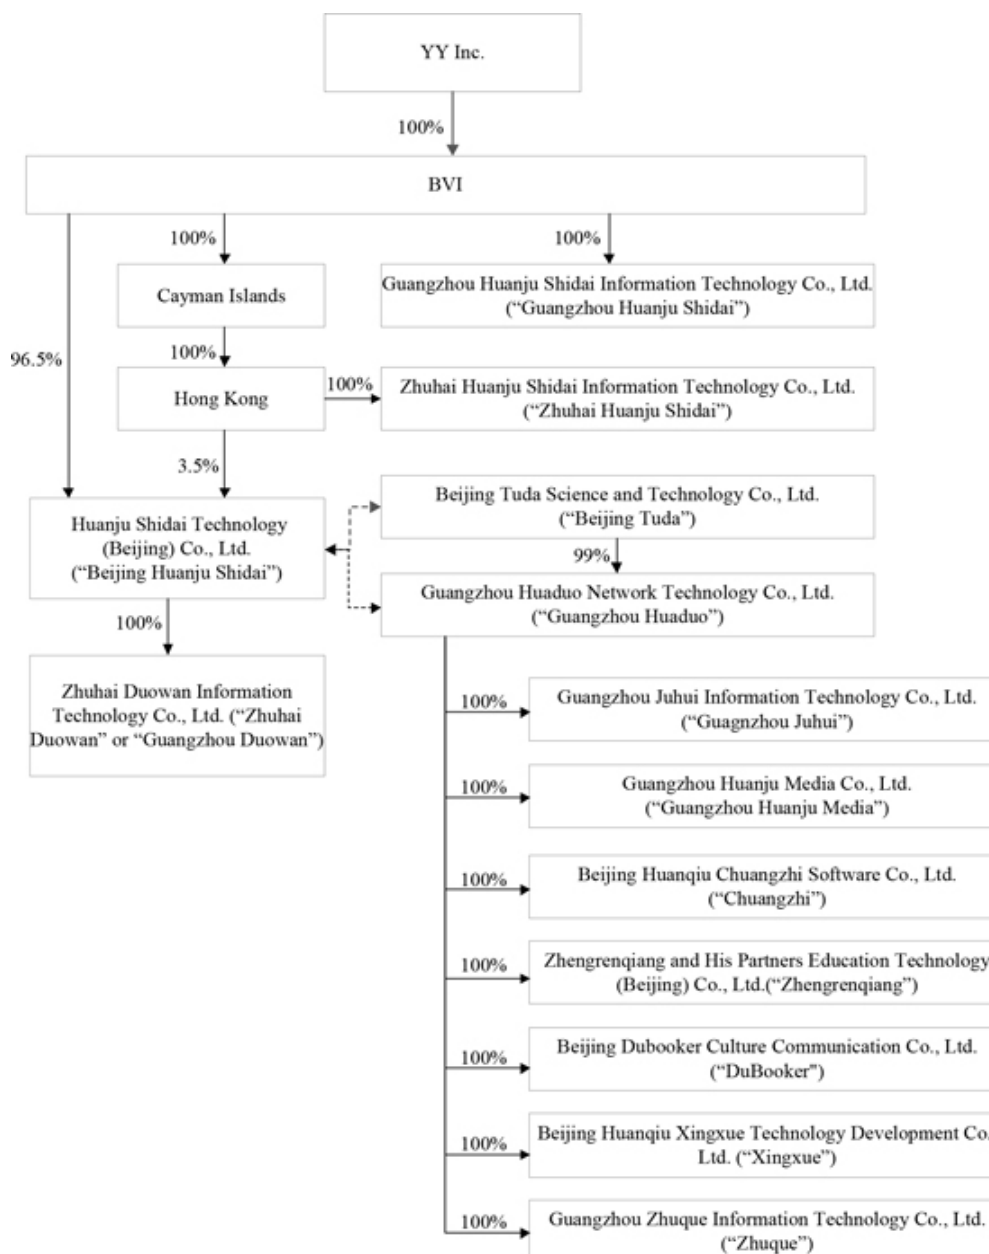 YY Inc.
100%
BVI
100%
100%
Cayman Islands
Guangzhou Huanju Shidai Information Technology Co., Ltd.
(“Guangzhou Huanju Shidai”)
96.5%
100%
Hong Kong
100%
Zhuhai Huanju Shidai Information Technology Co., Ltd.
(“Zhuhai Huanju Shidai”)
3.5%
Huanju Shidai Technology
(Beijing) Co., Ltd.
(“Beijing Huanju Shidai”)
Beijing Tuda Science and Technology Co., Ltd.
(“Beijing Tuda”)
99%
Guangzhou Huaduo Network Technology Co., Ltd.
(“Guangzhou Huaduo”)
100%
Zhuhai Duowan Information
Technology Co., Ltd. (“Zhuhai
Duowan” or “Guangzhou Duowan”)
100%
Guangzhou Juhui Information Technology Co., Ltd.
(“Guagnzhou Juhui”)
100%
Guangzhou Huanju Media Co., Ltd.
(“Guangzhou Huanju Media”)
100%
Beijing Huanqiu Chuangzhi Software Co., Ltd.
(“Chuangzhi”)
100%
Zhengrenqiang and His Partners Education Technology
(Beijing) Co., Ltd.(“Zhengrenqiang”)
100%
Beijing Dubooker Culture Communication Co., Ltd.
(“DuBooker")
100%
Beijing Huanqiu Xingxue Technology Development Co.
Ltd. (“Xingxue”)
100%
Guangzhou Zhuque Information Technology Co., Ltd.
(“Zhuque”)